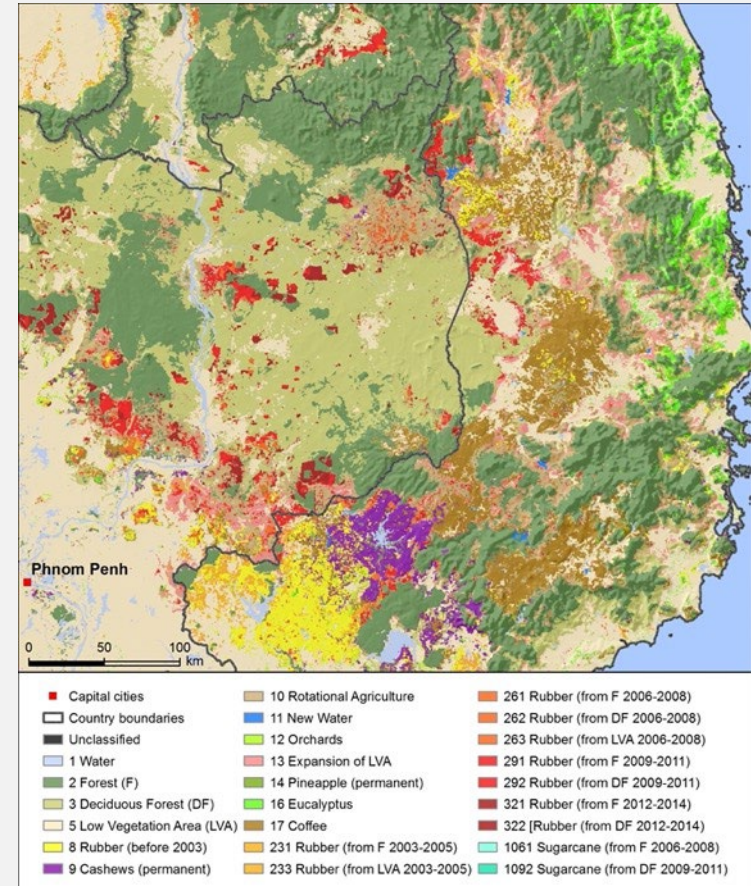 Phnom Penh
0 50 100
km
Capital cities
Country boundaries
Unclassified
1 Water
2 Forest (F)
3 Deciduous Forest (DF)
5 Low Vegetation Area (LVA)
8 Rubber (before 2003)
9 Cashews (permanent)
10 Rotational Agriculture
11 New Water
12 Orchards
13 Expansion of LVA
14 Pineapple (permanent)
16 Eucalyptus
17 Coffee
231 Rubber (from F 2003-2005)
233 Rubber (from LVA 2003-2005)
261 Rubber (from F 2006-2008)
262 Rubber (from DF 2006-2008)
263 Rubber (from LVA 2006-2008)
291 Rubber (from F 2009-2011)
292 Rubber (from DF 2009-2011)
321 Rubber (from F 2012-2014)
322 [Rubber (from DF 2012-2014)
1061 Sugarcane (from F 2006-2008)
1092 Sugarcane (from DF 2009-2011)